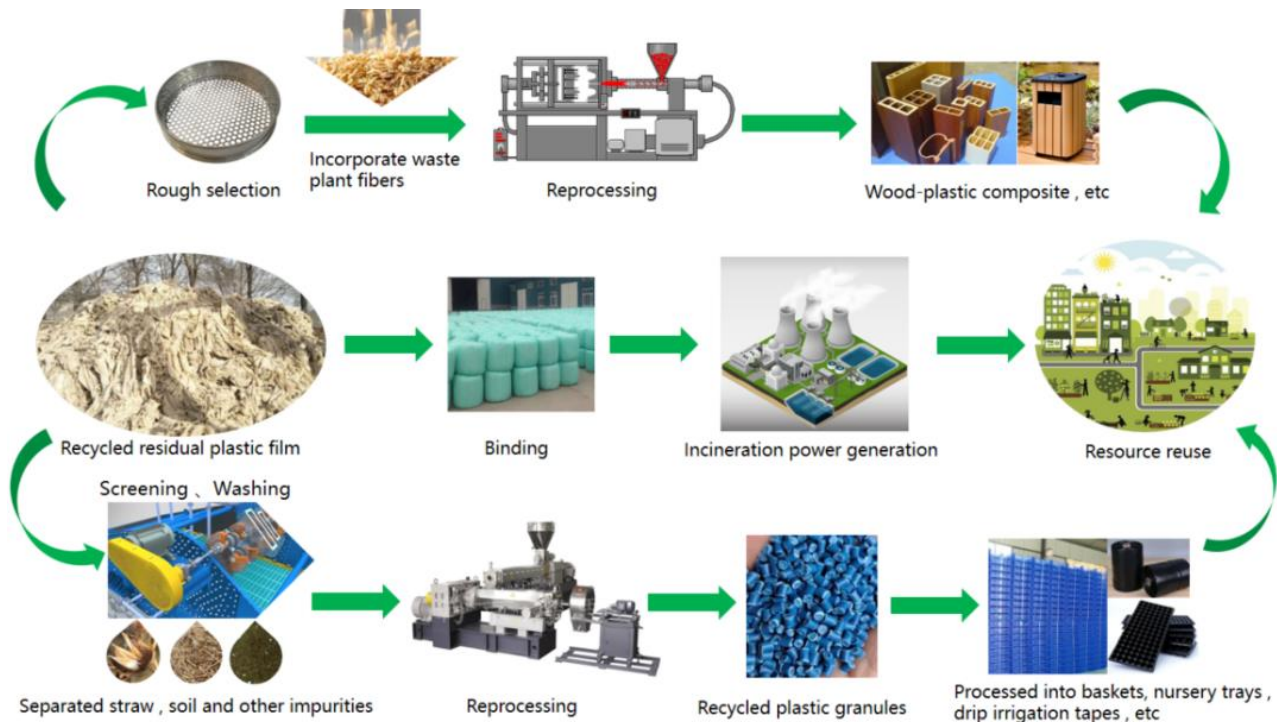 Rough selection
Incorporate waste
plant fibers
Reprocessing
Wood-plastic composite , etc
Recycled residual plastic film
Binding
Incineration power generation
Resource reuse
Screening 、Washing
Separated straw , soil and other impurities
Reprocessing
Recycled plastic granules
Processed into baskets, nursery trays ,
drip irrigation tapes , etc